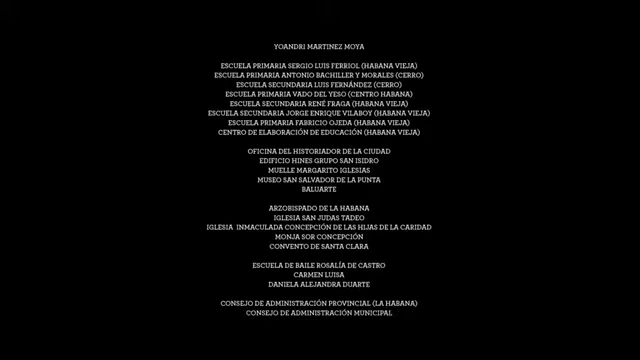 YOANDRI MARTINEZ MOYA
ESCUELA PRIMARIA SERGIO LUIS FERRIOL (HABANA VIEJA)
ESCUELA PRIMARIA ANTONIO BACHILLER Y MORALES (CERRO)
ESCUELA SECUNDARIA LUIS FERNÁNDEZ (CERRO)
ESCUELA PRIMARIA VADO DEL YESO (CENTRO HABANA)
ESCUELA SECUNDARIA RENÉ FRAGA (HABANA VIEJA)
ESCUELA SECUNDARIA JORGE ENRIQUE VILABOY (HABANA VIEJA)
ESCUELA PRIMARIA FABRICIO OJEDA (HABANA VIEJA)
CENTRO DE ELABORACIÓN DE EDUCACIÓN (HABANA VIEJA)
OFICINA DEL HISTORIADOR DE LA CIUDAD
EDIFICIO HINES GRUPO SAN ISIDRO
MUELLE MARGARITO IGLESIAS
MUSEO SAN SALVADOR DE LA PUNTA
BALUARTE
ARZOBISPADO DE LA HABANA
IGLESIA SAN JUDAS TADEO
IGLESIA INMACULADA CONCEPCIÓN DE LAS HIJAS DE LA CARIDAD
MONJA SOR CONCEPCIÓN
CONVENTO DE SANTA CLARA
ESCUELA DE BAILE ROSALÍA DE CASTRO
CARMEN LUISA
DANIELA ALEJANDRA DUARTE
CONSEJO DE ADMINISTRACIÓN PROVINCIAL (LA HABANA)
CONSEJO DE ADMINISTRACIÓN MUNICIPAL